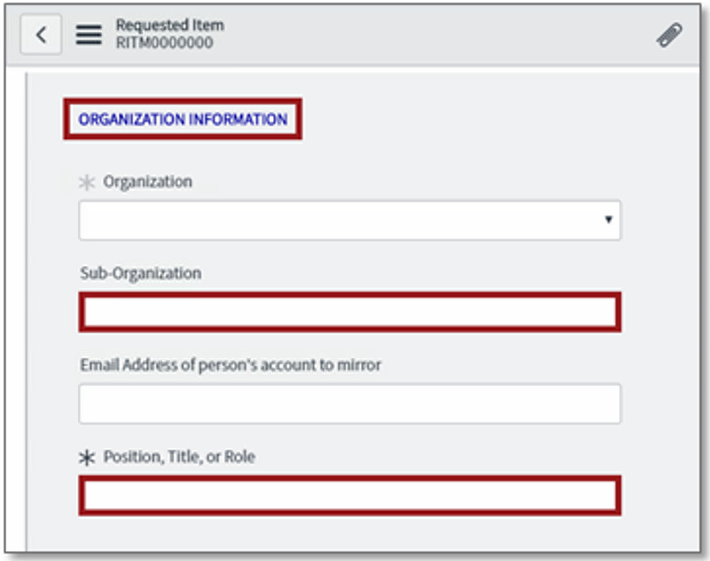 Requested Item
RITM0000000
ORGANIZATION INFORMATION
Organization
Sub-Organization
Email Address of person's account to mirror
Position, Title, or Role